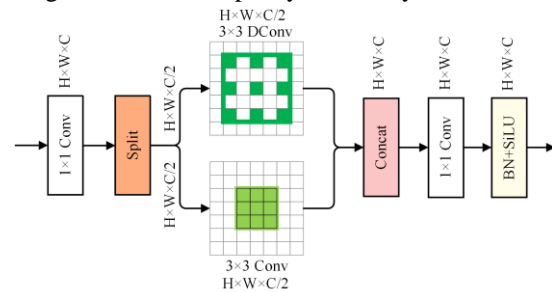 H×W×C
1×1 Conv
Split
H×W×C/2
H×W×C/2
H×W×C/2
3×3 DConv
3×3 Conv
H×W×C/2
H×W×C
Concat
H×W×C
1×1 Conv
H×W×C
BN+SiLU